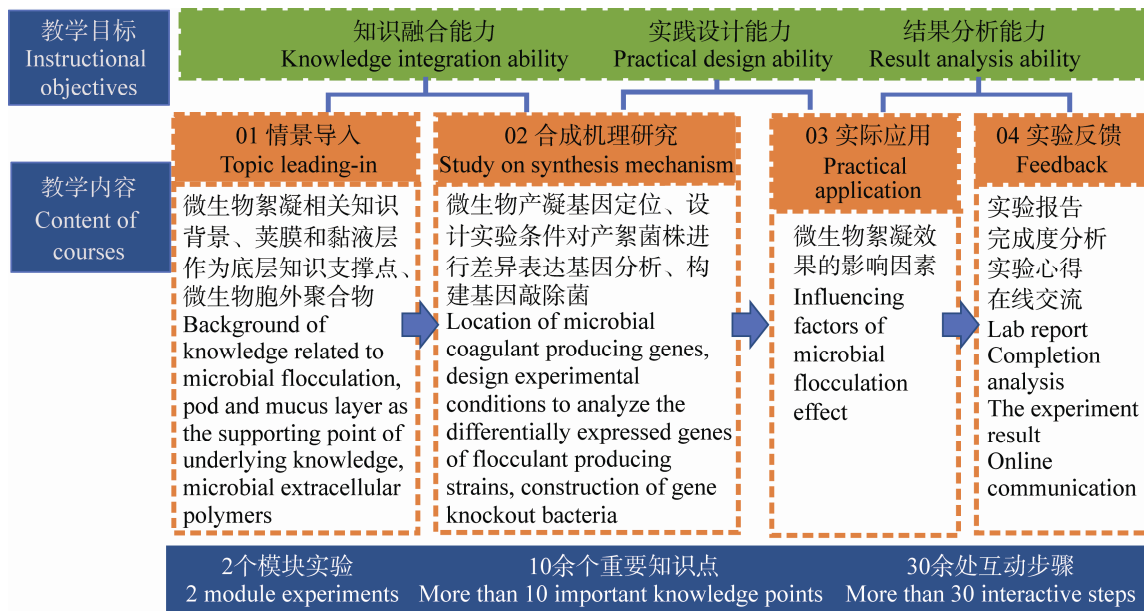 教学目标
Instructional
objectives
知识融合能力
Knowledge integration ability
实践设计能力
Practical design ability
结果分析能力
Result analysis ability
教学内容
Content of
courses
01 情景导入
Topic leading-in
微生物絮凝相关知识
背景、荚膜和黏液层
作为底层知识支撑点、
微生物胞外聚合物
Background of
knowledge related to
microbial flocculation,
pod and mucus layer as
the supporting point of
underlying knowledge,
microbial extracellular
polymers
02 合成机理研究
Study on synthesis mechanism
微生物产凝基因定位、设
计实验条件对产絮菌株进
行差异表达基因分析、构
建基因敲除菌
Location of microbial
coagulant producing genes,
design experimental
conditions to analyze the
differentially expressed genes
of flocculant producing
strains, construction of gene
knockout bacteria
03 实际应用
Practical
application
微生物絮凝效
果的影响因素
Influencing
factors of
microbial
flocculation
effect
04 实验反馈
Feedback
实验报告
完成度分析
实验心得
在线交流
Lab report
Completion
analysis
The experiment
result
Online
communication
2个模块实验
2 module experiments
10余个重要知识点
More than 10 important knowledge points
30余处互动步骤
More than 30 interactive steps